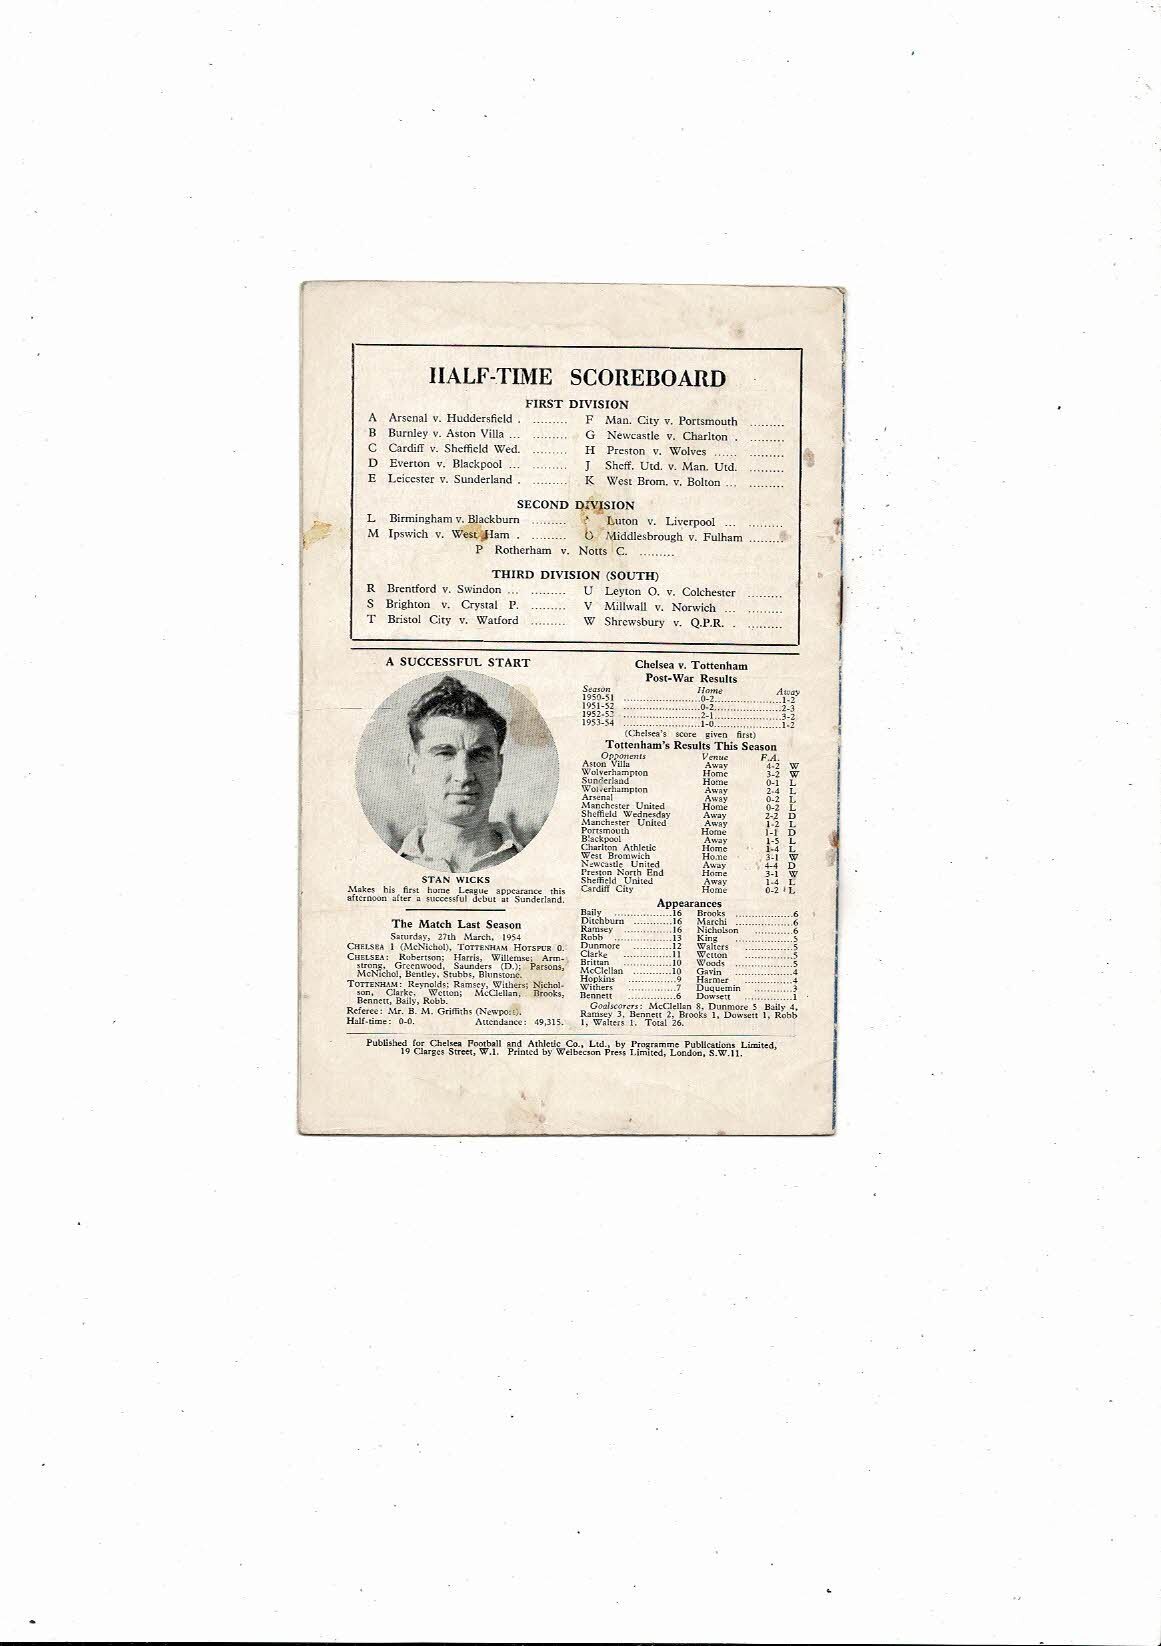 HALF-TIME SCOREBOARD
FIRST DIVISION
A Arsenal v. Huddersfield . .........
B Burnley v. Aston Villa ... .........
C Cardiff v. Sheffield Wed. .........
D Everton v. Blackpool ... .........
E Leicester v. Sunderland . .........
F Man. City v. Portsmouth .........
G Newcastle v. Charlton . .........
H Preston v. Wolves ...... .........
J Sheff. Utd. v. Man. Utd. .........
K West Brom. v. Bolton ... .........
SECOND DIVISION
L Birmingham v. Blackburn .........
M Ipswich v. West Ham . .........
Luton v. Liverpool ... .........
O Middlesbrough v. Fulham .........
P Rotherham v. Notts C. .........
THIRD DIVISION (SOUTH)
R Brentford v. Swindon ... .........
S Brighton v. Crystal P. .........
T Bristol City v. Watford .........
U Leyton O. v. Colchester .........
V Millwall v. Norwich ... .........
W Shrewsbury v. Q.P.R. . .........
A SUCCESSFUL START
STAN WICKS
Makes his first home League appearance this
afternoon after a successful debut at Sunderland.
The Match Last Season
Saturday, 27th March, 1954
CHELSEA 1 (McNichol), TOTTENHAM HOTSPUR 0.
CHELSEA: Robertson; Harris, Willemse; Arm-
strong, Greenwood, Saunders (D.); Parsons,
McNichol, Bentley, Stubbs, Blunstone.
TOTTENHAM: Reynolds; Ramsey, Withers; Nichol-
son, Clarke, Wetton; McClellan, Brooks,
Bennett, Baily, Robb.
Referee: Mr. B. M. Griffiths (Newport).
Half-time: 0-0. Attendance: 49,315.
Chelsea v. Tottenham
Post-War Results
Season Home Away
1950-51 ......0-2......1-2
1951-52 ......0-2......2-3
1952-53 ......2-1......3-2
1953-54 ......1-0......1-2
(Chelsea's score given first)
Tottenham's Results This Season
Opponents Venue F.A.
Aston Villa Away 4-2 W
Wolverhampton Home 3-2 W
Sunderland Home 0-1 L
Wolverhampton Away 2-4 L
Arsenal Away 0-2 L
Manchester United Home 0-2 L
Sheffield Wednesday Away 2-2 D
Manchester United Away 1-2 L
Portsmouth Home 1-1 D
Blackpool Away 1-5 L
Charlton Athletic Home 1-4 L
West Bromwich Home 3-1 W
Newcastle United Away 4-4 D
Preston North End Home 3-1 W
Sheffield United Away 1-4 L
Cardiff City Home 0-2 L
Appearances
Baily ......16 Brooks ......6
Ditchburn ......16 Marchi ......6
Ramsey ......16 Nicholson ......6
Robb ......13 King ......5
Dunmore ......12 Walters ......5
Clarke ......11 Wetton ......5
Brittan ......10 Woods ......5
McClellan ......10 Gavin ......4
Hopkins ......9 Harmer ......4
Withers ......7 Duquemin ......3
Bennett ......6 Dowsett ......1
Goalscorers: McClellan 8, Dunmore 5 Baily 4,
Ramsey 3, Bennett 2, Brooks 1, Dowsett 1, Robb
1, Walters 1. Total 26.
Published for Chelsea Football and Athletic Co., Ltd., by Programme Publications Limited,
19 Clarges Street, W.1. Printed by Welbecson Press Limited, London, S.W.11.